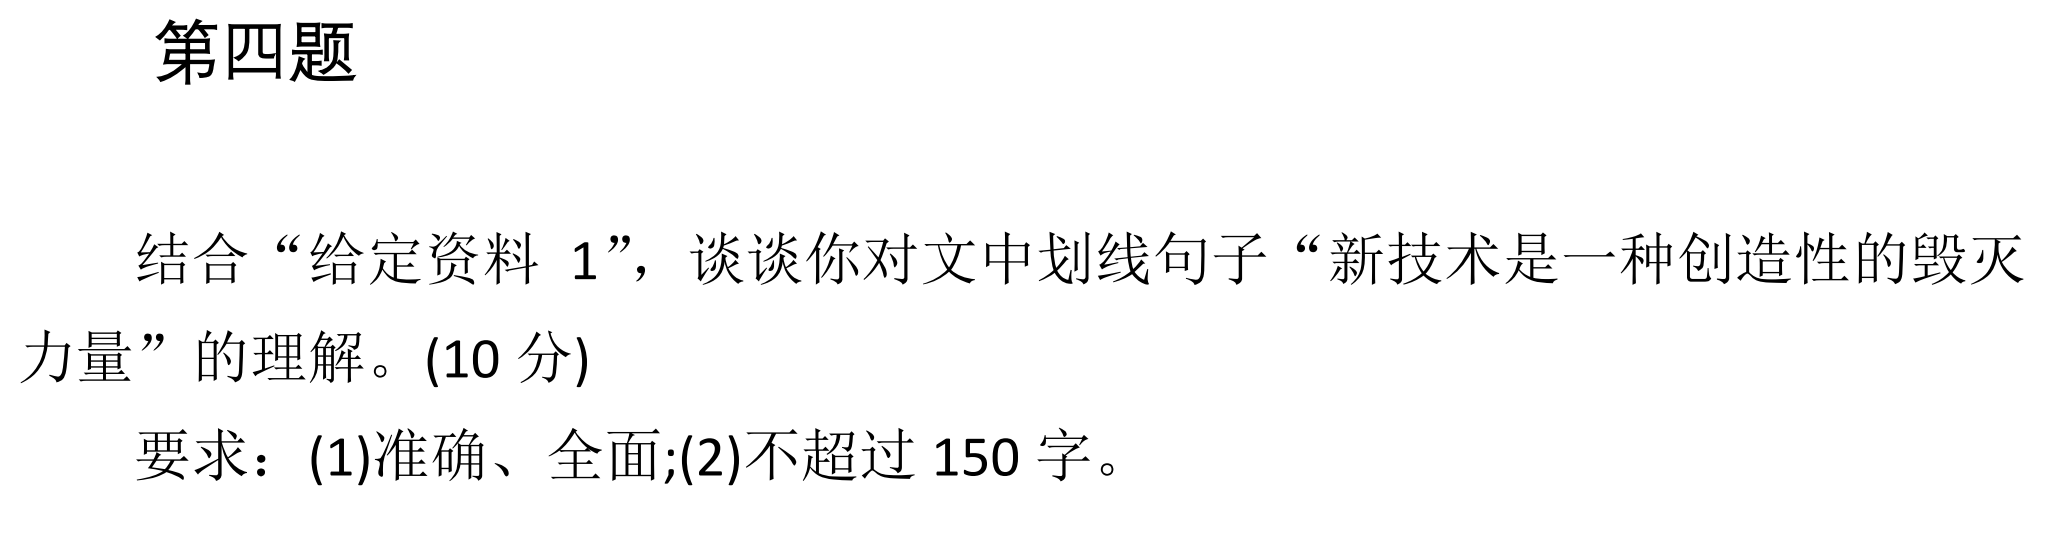 第四题
结合“给定资料 1”，谈谈你对文中划线句子“新技术是一种创造性的毁灭
力量”的理解。(10 分)
要求：(1)准确、全面;(2)不超过 150 字。